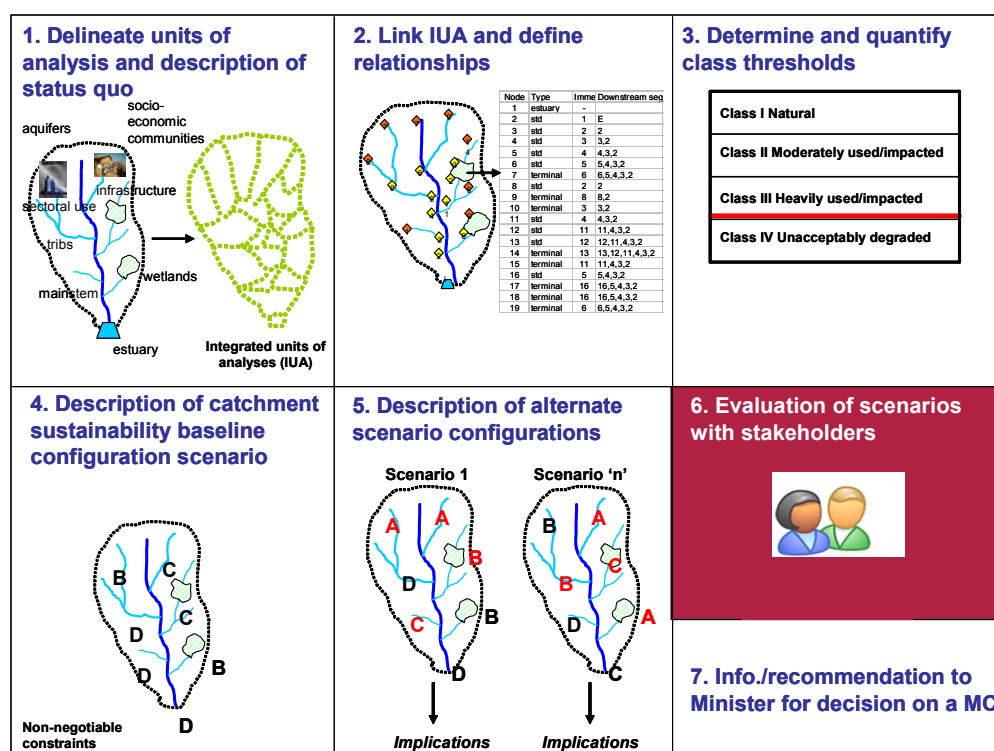 1. Delineate units of
analysis and description of
status quo
socio-
economic
communities
aquifers
infrastructure
sectoral use
tribs
wetlands
mainstem
estuary
Integrated units of
analyses (IUA)
2. Link IUA and define
relationships
Node Type Imme Downstream seg
1 estuary -
2 std 1 E
3 std 2 2
4 std 3 3,2
5 std 4 4,3,2
6 std 5 5,4,3,2
7 terminal 6 6,5,4,3,2
8 std 2 2
9 terminal 8 8,2
10 terminal 3 3,2
11 std 4 4,3,2
12 std 11 11,4,3,2
13 std 12 12,11,4,3,2
14 terminal 13 13,12,11,4,3,2
15 terminal 11 11,4,3,2
16 std 5 5,4,3,2
17 terminal 16 16,5,4,3,2
18 terminal 16 16,5,4,3,2
19 terminal 6 6,5,4,3,2
3. Determine and quantify
class thresholds
Class I Natural
Class II Moderately used/impacted
Class III Heavily used/impacted
Class IV Unacceptably degraded
4. Description of catchment
sustainability baseline
configuration scenario
B
C
C
D
D
B
D
Non-negotiable
constraints
5. Description of alternate
scenario configurations
Scenario 1
A
A
B
D
C
B
D
Implications
Scenario ‘n’
B
A
C
B
D
A
C
Implications
6. Evaluation of scenarios
with stakeholders
7. Info./recommendation to
Minister for decision on a MC